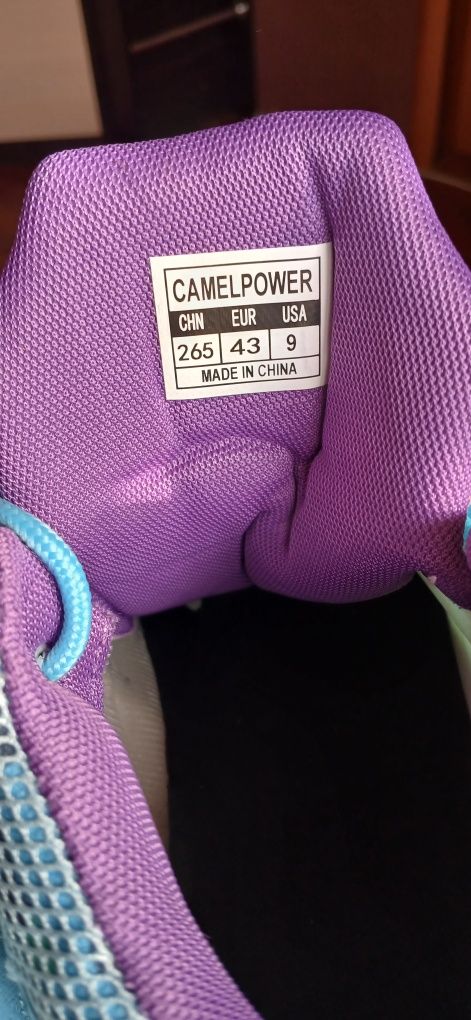 CAMELPOWER
CHN EUR USA
265 43 9
MADE IN CHINA